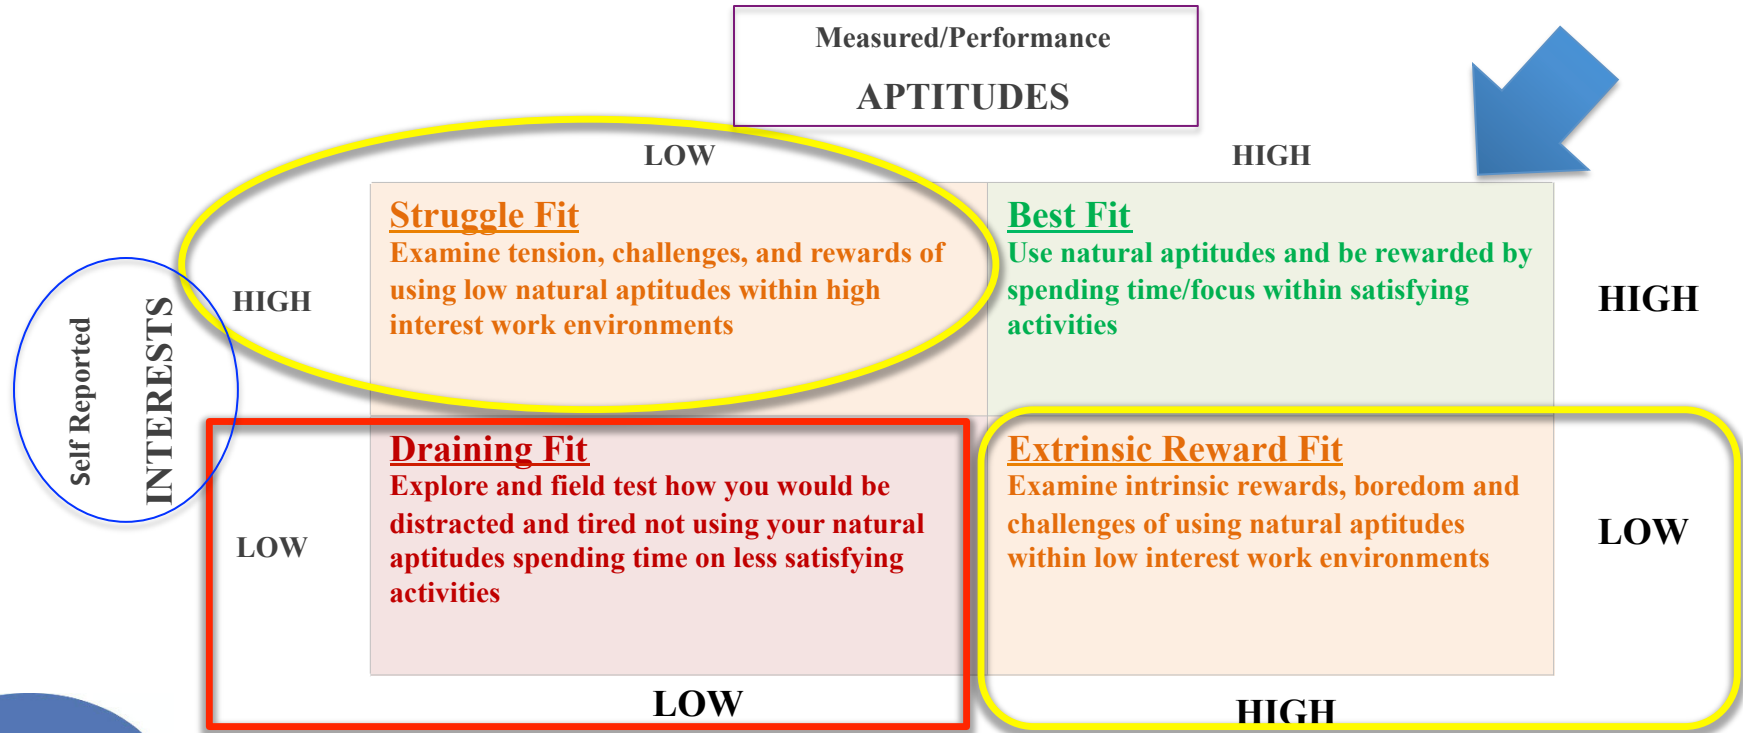 Measured/Performance
APTITUDES
LOW
HIGH
Struggle Fit
Examine tension, challenges, and rewards of
using low natural aptitudes within high
interest work environments
Best Fit
Use natural aptitudes and be rewarded by
spending time/focus within satisfying
activities
HIGH
HIGH
Self Reported
INTERESTS
Draining Fit
Explore and field test how you would be
distracted and tired not using your natural
aptitudes spending time on less satisfying
activities
Extrinsic Reward Fit
Examine intrinsic rewards, boredom and
challenges of using natural aptitudes
within low interest work environments
LOW
LOW
LOW
HIGH